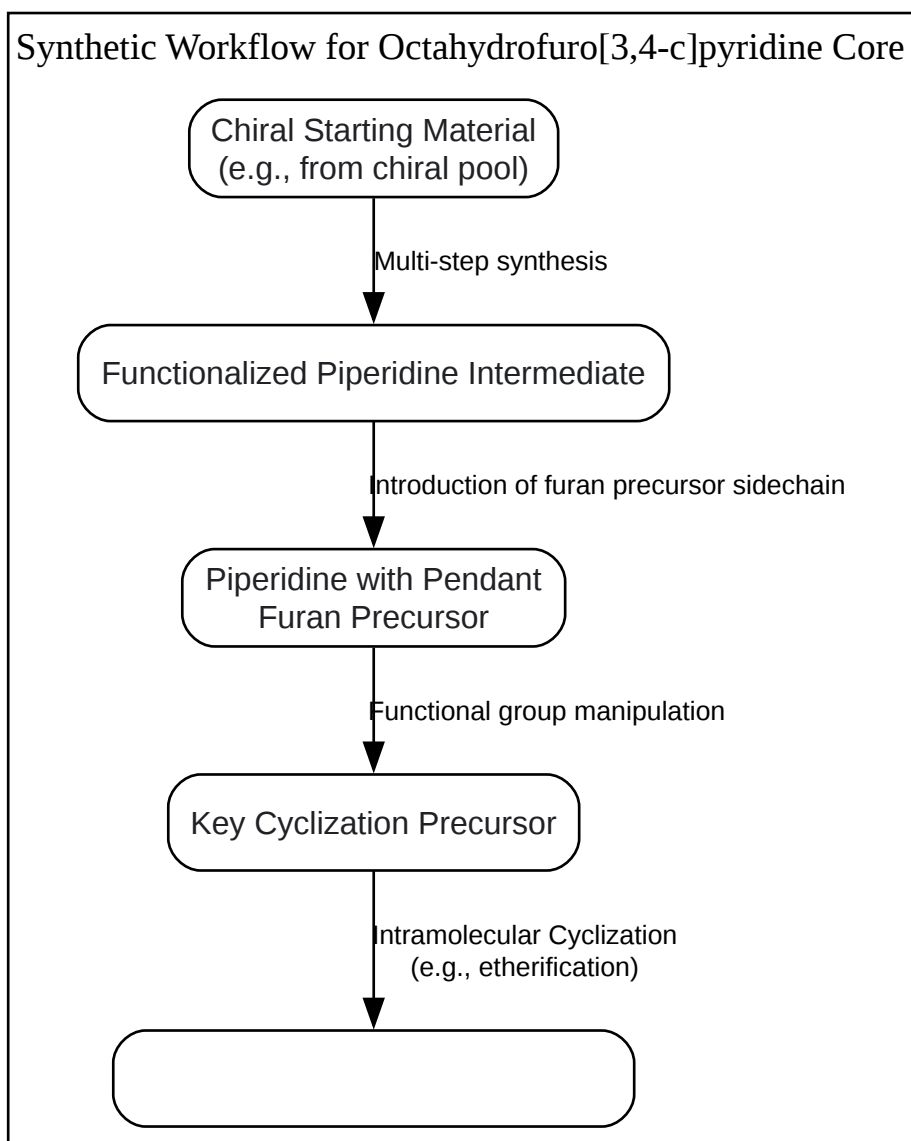 Synthetic Workflow for Octahydrofuro[3,4-c]pyridine Core
Chiral Starting Material
(e.g., from chiral pool)
Multi-step synthesis
Functionalized Piperidine Intermediate
Introduction of furan precursor sidechain
Piperidine with Pendant
Furan Precursor
Functional group manipulation
Key Cyclization Precursor
Intramolecular Cyclization
(e.g., etherification)